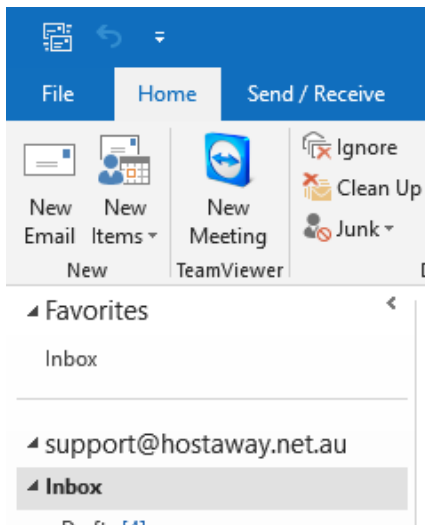 File Home Send / Receive
Ignore
Clean Up
Junk
New Email
New Items
New Meeting
New TeamViewer
Favorites
Inbox
support@hostaway.net.au
Inbox